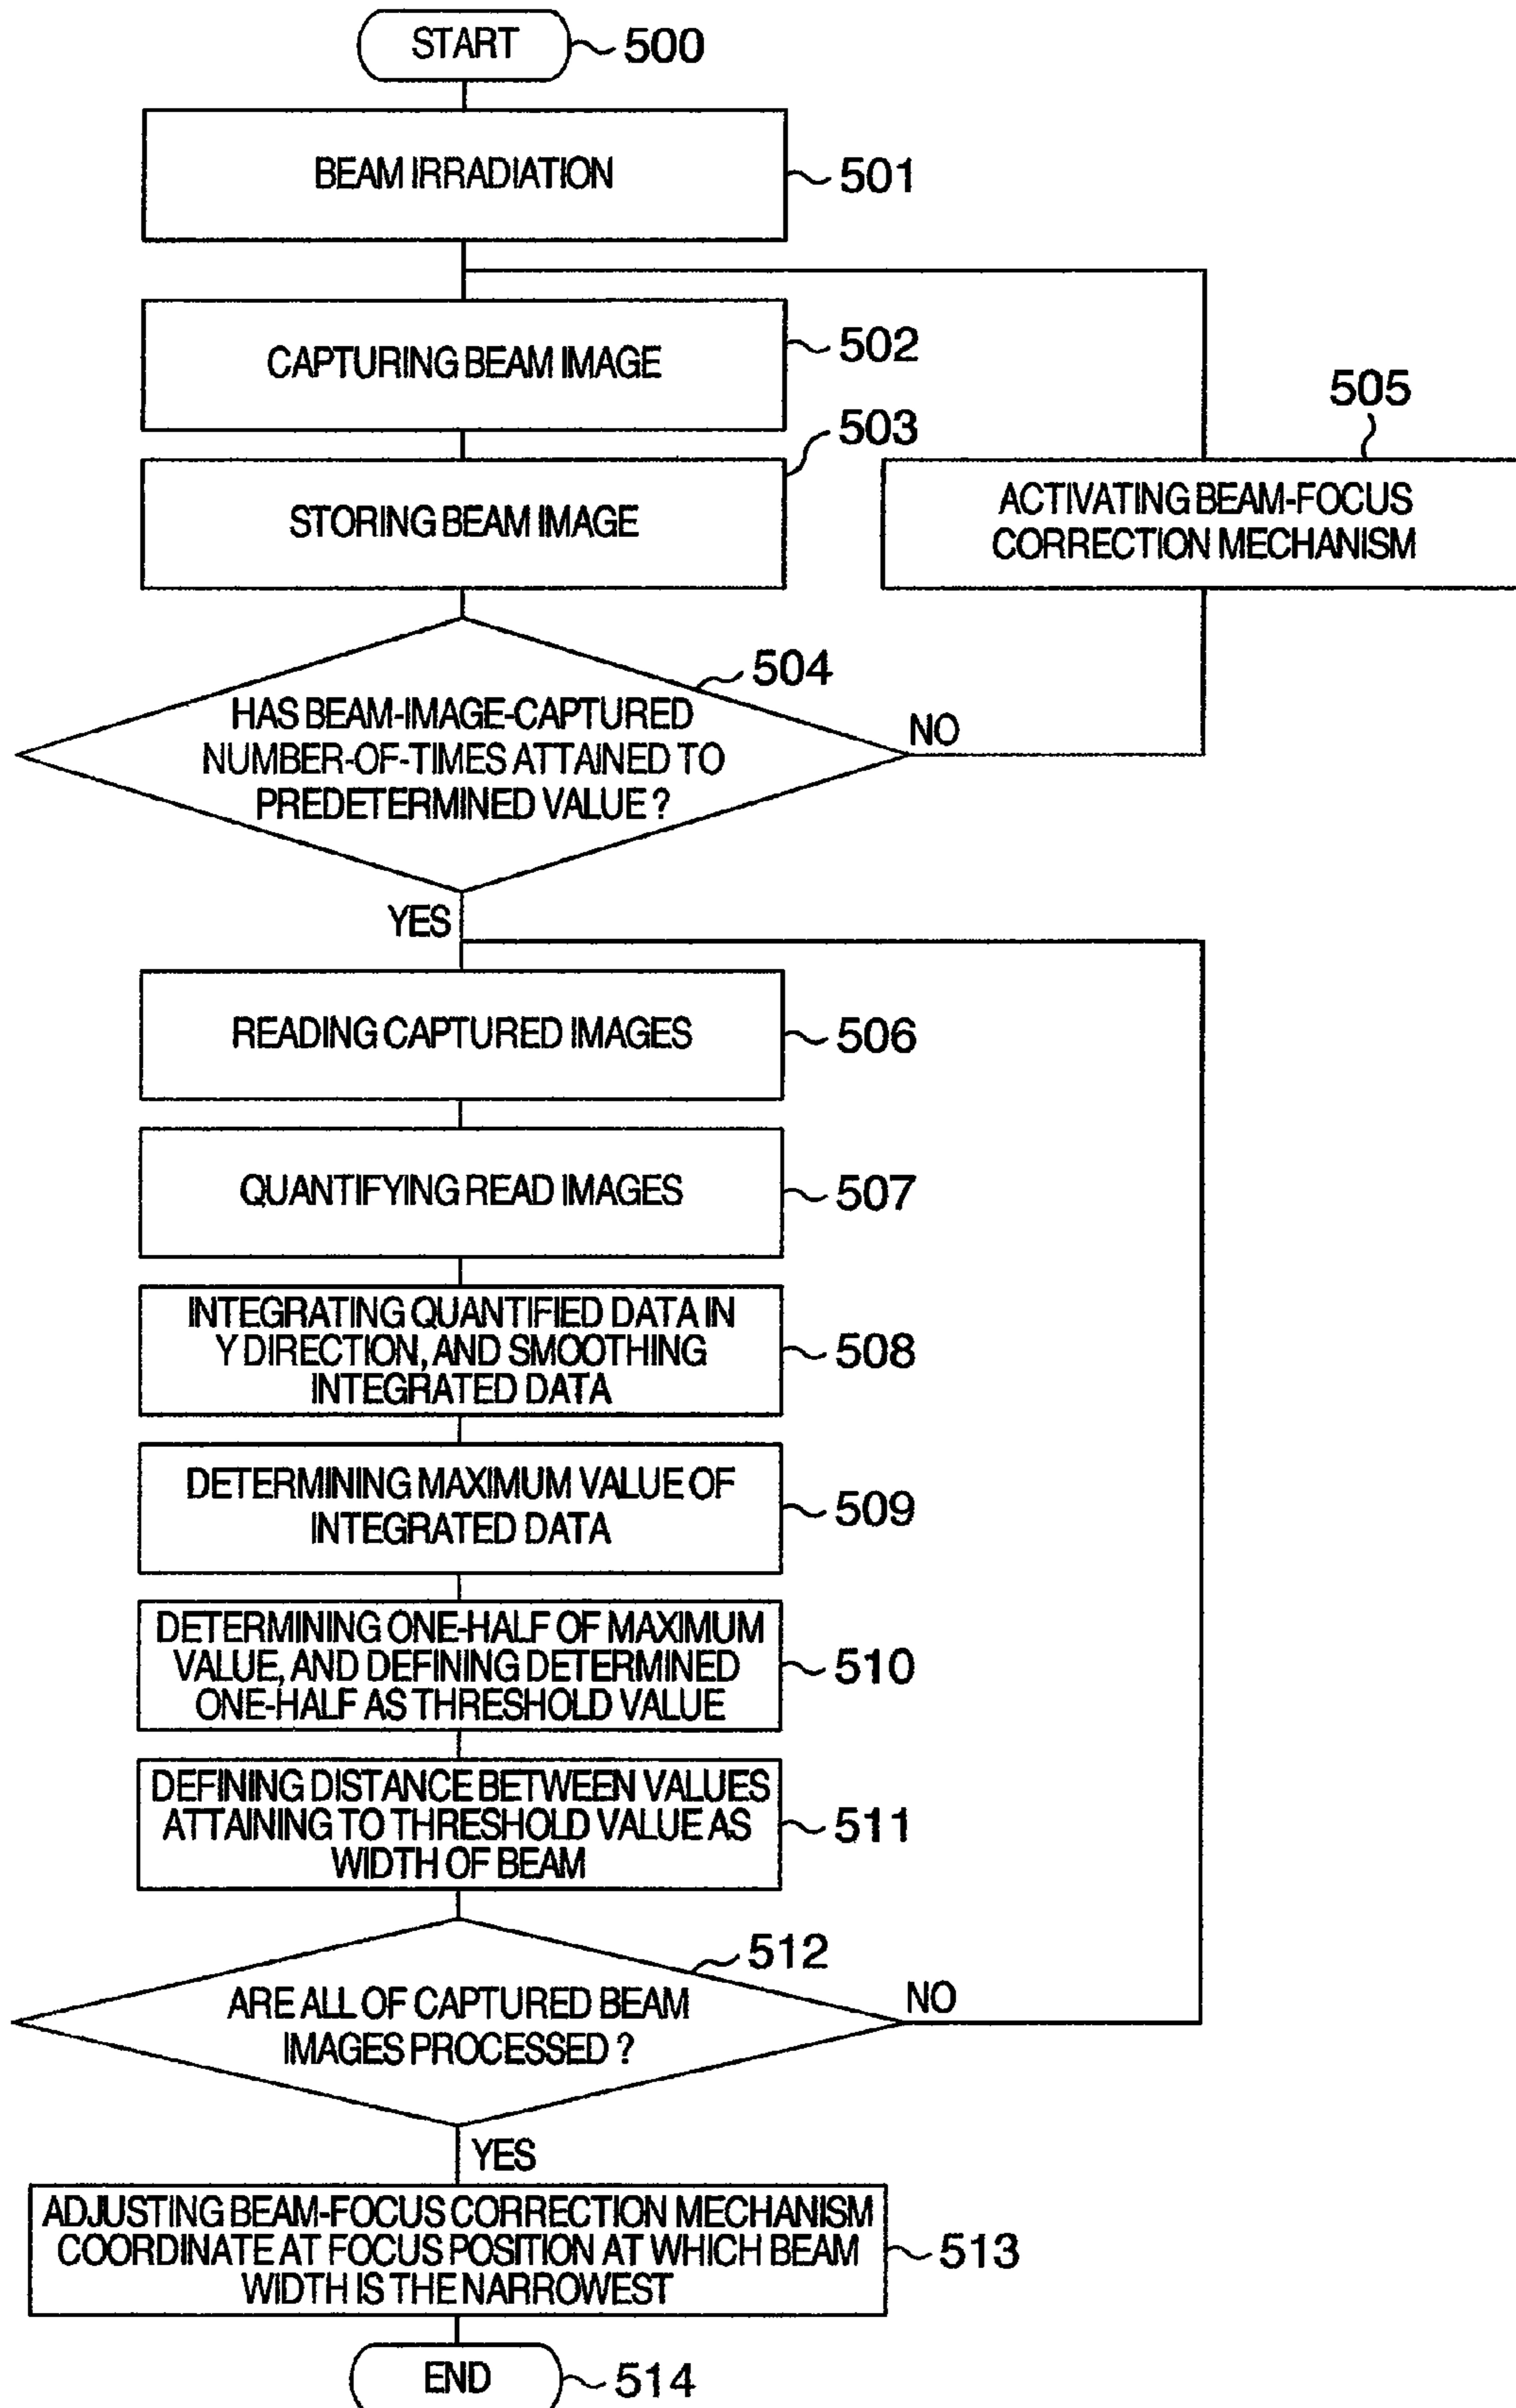 START
500
BEAM IRRADIATION
501
CAPTURING BEAM IMAGE
502
STORING BEAM IMAGE
503
505
ACTIVATING BEAM-FOCUS
CORRECTION MECHANISM
504
HAS BEAM-IMAGE-CAPTURED
NUMBER-OF-TIMES ATTAINED TO
PREDETERMINED VALUE ?
NO
YES
READING CAPTURED IMAGES
506
QUANTIFYING READ IMAGES
507
INTEGRATING QUANTIFIED DATA IN
Y DIRECTION, AND SMOOTHING
INTEGRATED DATA
508
DETERMINING MAXIMUM VALUE OF
INTEGRATED DATA
509
DETERMINING ONE-HALF OF MAXIMUM
VALUE, AND DEFINING DETERMINED
ONE-HALF AS THRESHOLD VALUE
510
DEFINING DISTANCE BETWEEN VALUES
ATTAINING TO THRESHOLD VALUE AS
WIDTH OF BEAM
511
512
ARE ALL OF CAPTURED BEAM
IMAGES PROCESSED ?
NO
YES
ADJUSTING BEAM-FOCUS CORRECTION MECHANISM
COORDINATE AT FOCUS POSITION AT WHICH BEAM
WIDTH IS THE NARROWEST
513
END
514